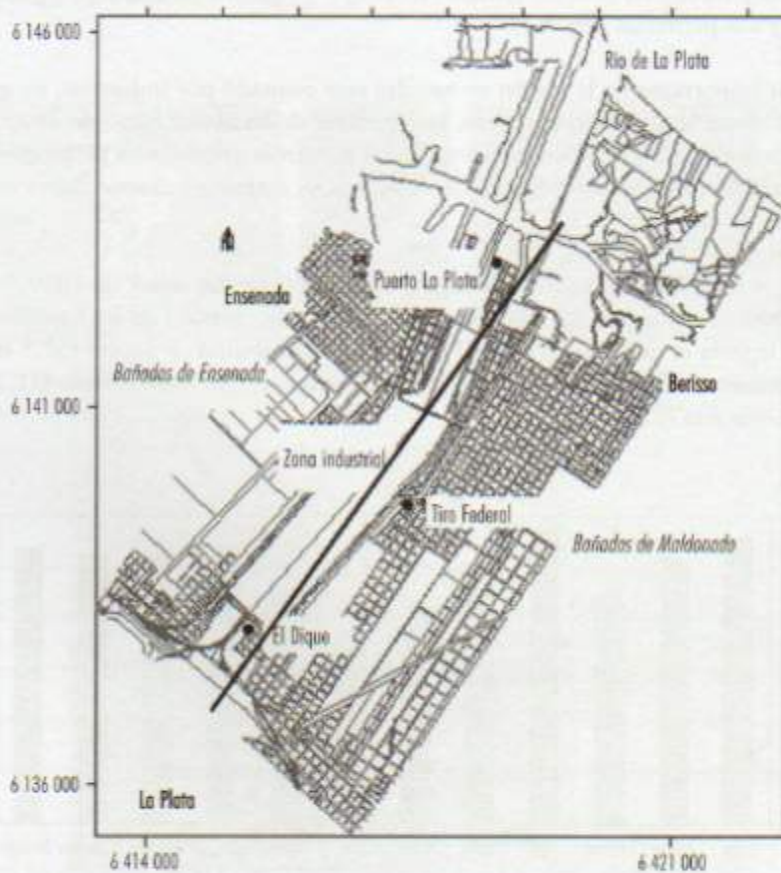 6 146 000
Rio de La Plata
Ensenada
Puerto La Plata
Bañados de Ensenada
Berisso
6 141 000
Zona industrial
Tiro Federal
Bañados de Maldonado
El Dique
6 136 000
La Plata
6 414 000
6 421 000